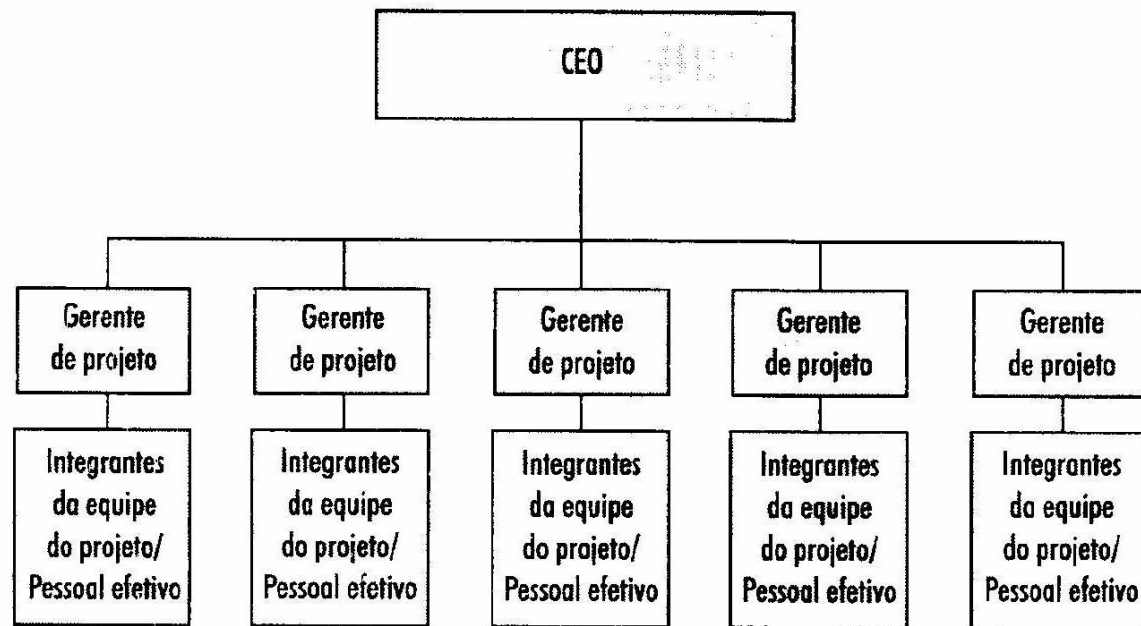 CEO
Gerente
de projeto
Gerente
de projeto
Gerente
de projeto
Gerente
de projeto
Gerente
de projeto
Integrantes
da equipe
do projeto/
Pessoal efetivo
Integrantes
da equipe
do projeto/
Pessoal efetivo
Integrantes
da equipe
do projeto/
Pessoal efetivo
Integrantes
da equipe
do projeto/
Pessoal efetivo
Integrantes
da equipe
do projeto/
Pessoal efetivo